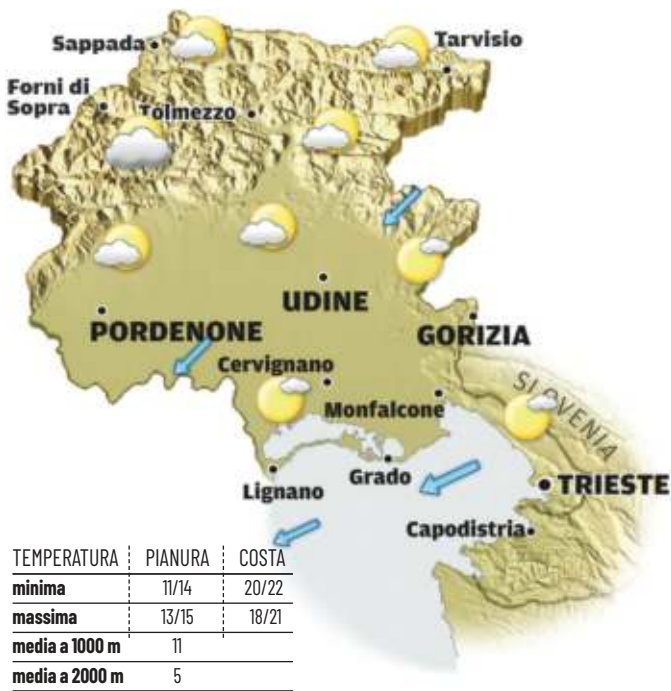 Sappada
Tarvisio
Forni di
Sopra
Tolmezzo
UDINE
PORDENONE
GORIZIA
Cervignano
SLOVENIA
Monfalcone
Grado
Lignano
TRIESTE
Capodistria
TEMPERATURA PIANURA COSTA
minima 11/14 20/22
massima 13/15 18/21
media a 1000 m 11
media a 2000 m 5